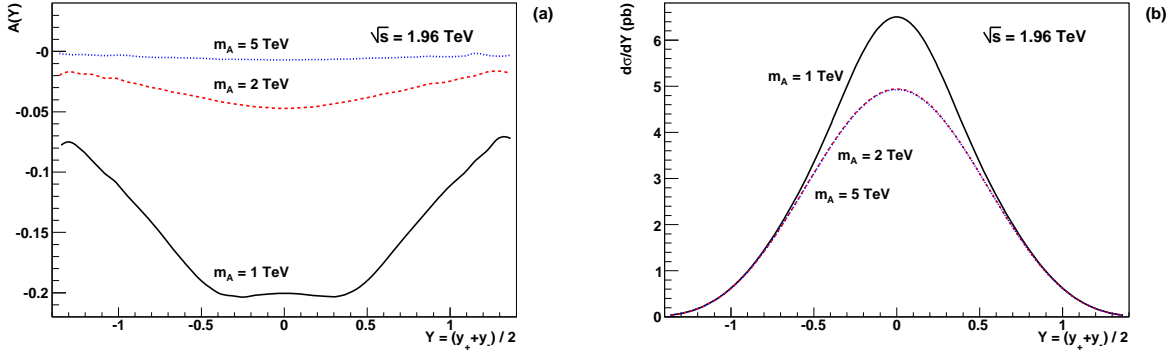 (a)
A(Y)
√s = 1.96 TeV
m_A = 5 TeV
m_A = 2 TeV
m_A = 1 TeV
-0
-0.05
-0.1
-0.15
-0.2
-1 -0.5 0 0.5 1
Y = (y_+ + y_-) / 2
(b)
dσ/dY (pb)
√s = 1.96 TeV
m_A = 1 TeV
m_A = 2 TeV
m_A = 5 TeV
6
5
4
3
2
1
0
-1 -0.5 0 0.5 1
Y = (y_+ + y_-) / 2